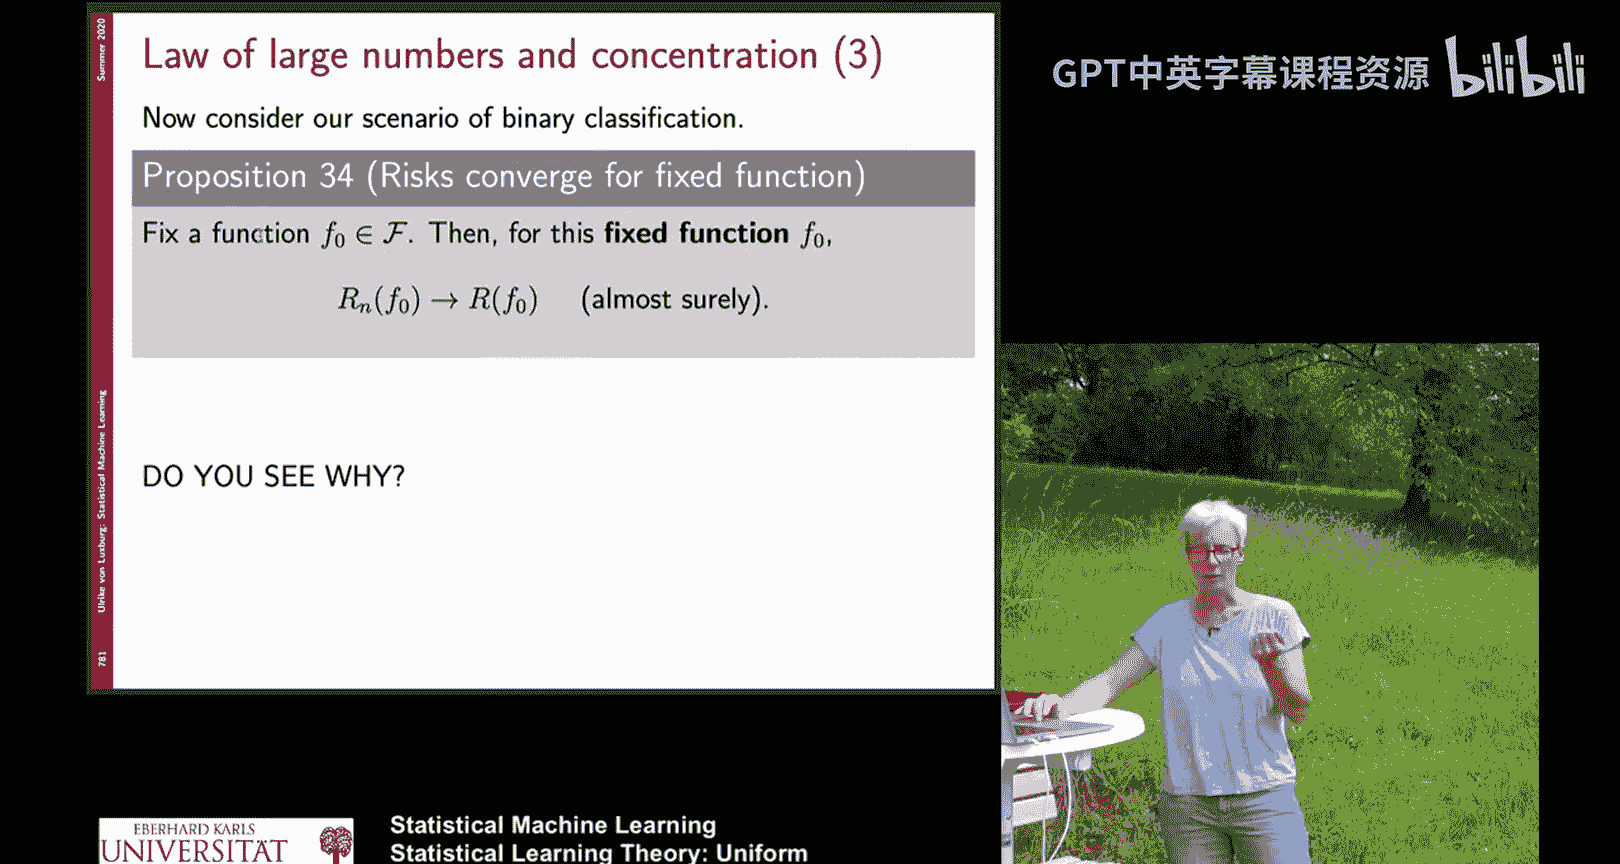 Summer 2020
Law of large numbers and concentration (3)
Now consider our scenario of binary classification.
Proposition 34 (Risks converge for fixed function)
Fix a function f₀ ∈ ℱ. Then, for this fixed function f₀,
Rₙ(f₀) → R(f₀) (almost surely).
DO YOU SEE WHY?
Ulrike von Luxburg: Statistical Machine Learning
781
GPT中英字幕课程资源
bilibili
EBERHARD KARLS
UNIVERSITÄT
Statistical Machine Learning
Statistical Learning Theory: Uniform